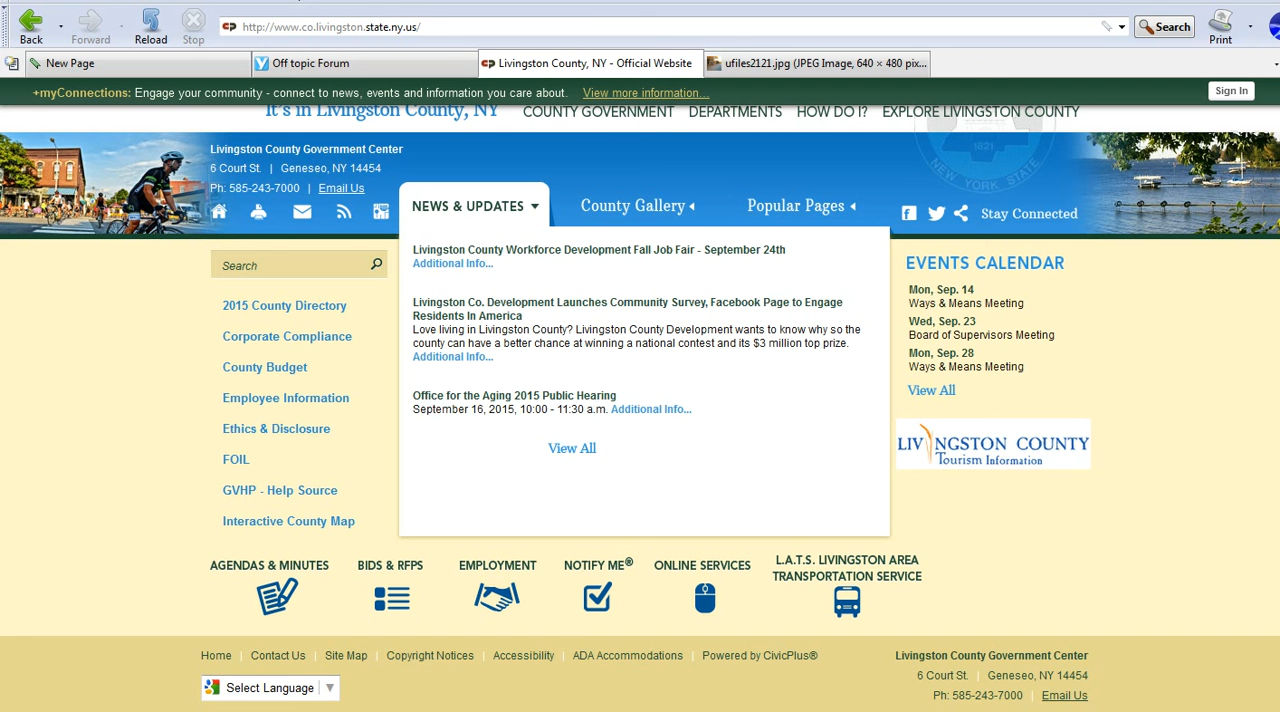 Back
Forward
Reload
Stop
http://www.co.livingston.state.ny.us/
Search
Print
New Page
Off topic Forum
Livingston County, NY - Official Website
ufiles2121.jpg (JPEG Image, 640 × 480 pix...
+myConnections: Engage your community - connect to news, events and information you care about. View more information...
Sign In
It's in Livingston County, NY
COUNTY GOVERNMENT DEPARTMENTS HOW DO I? EXPLORE LIVINGSTON COUNTY
Livingston County Government Center
6 Court St. | Geneseo, NY 14454
Ph: 585-243-7000 | Email Us
1821
NEW YORK STATE
NEWS & UPDATES
County Gallery
Popular Pages
Stay Connected
Search
2015 County Directory
Corporate Compliance
County Budget
Employee Information
Ethics & Disclosure
FOIL
GVHP - Help Source
Interactive County Map
Livingston County Workforce Development Fall Job Fair - September 24th
Additional Info...
Livingston Co. Development Launches Community Survey, Facebook Page to Engage
Residents In America
Love living in Livingston County? Livingston County Development wants to know why so the
county can have a better chance at winning a national contest and its $3 million top prize.
Additional Info...
Office for the Aging 2015 Public Hearing
September 16, 2015, 10:00 - 11:30 a.m. Additional Info...
View All
EVENTS CALENDAR
Mon, Sep. 14
Ways & Means Meeting
Wed, Sep. 23
Board of Supervisors Meeting
Mon, Sep. 28
Ways & Means Meeting
View All
LIVINGSTON COUNTY
Tourism Information
AGENDAS & MINUTES
BIDS & RFPS
EMPLOYMENT
NOTIFY ME®
ONLINE SERVICES
L.A.T.S. LIVINGSTON AREA
TRANSPORTATION SERVICE
Home | Contact Us | Site Map | Copyright Notices | Accessibility | ADA Accommodations | Powered by CivicPlus®
Select Language
Livingston County Government Center
6 Court St. | Geneseo, NY 14454
Ph: 585-243-7000 | Email Us